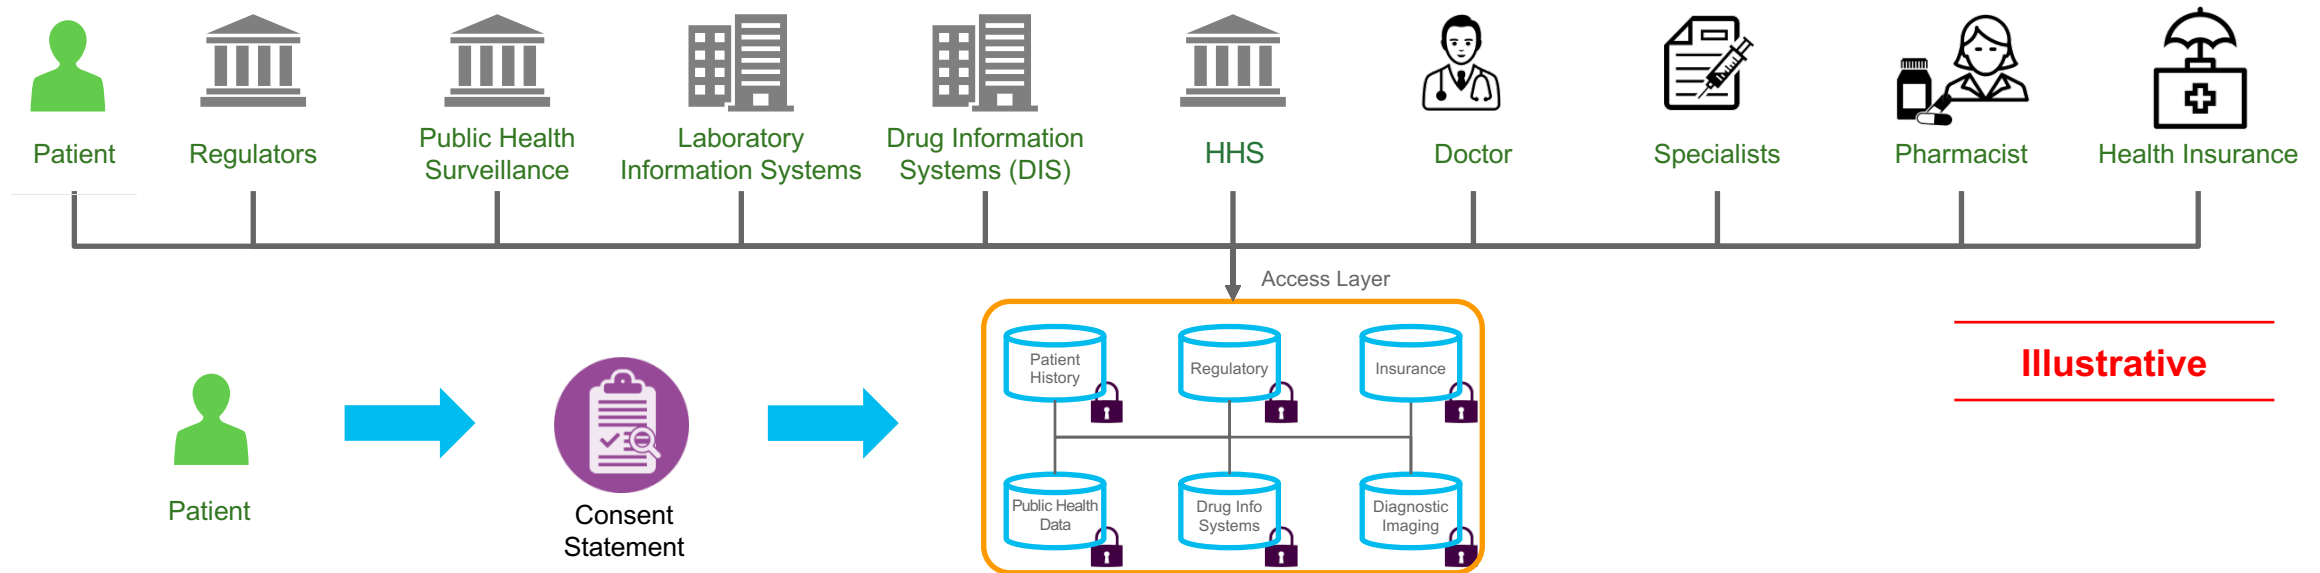 Patient
Regulators
Public Health
Surveillance
Laboratory
Information Systems
Drug Information
Systems (DIS)
HHS
Doctor
Specialists
Pharmacist
Health Insurance
Access Layer
Patient
History
Regulatory
Insurance
Illustrative
Patient
Consent
Statement
Public Health
Data
Drug Info
Systems
Diagnostic
Imaging